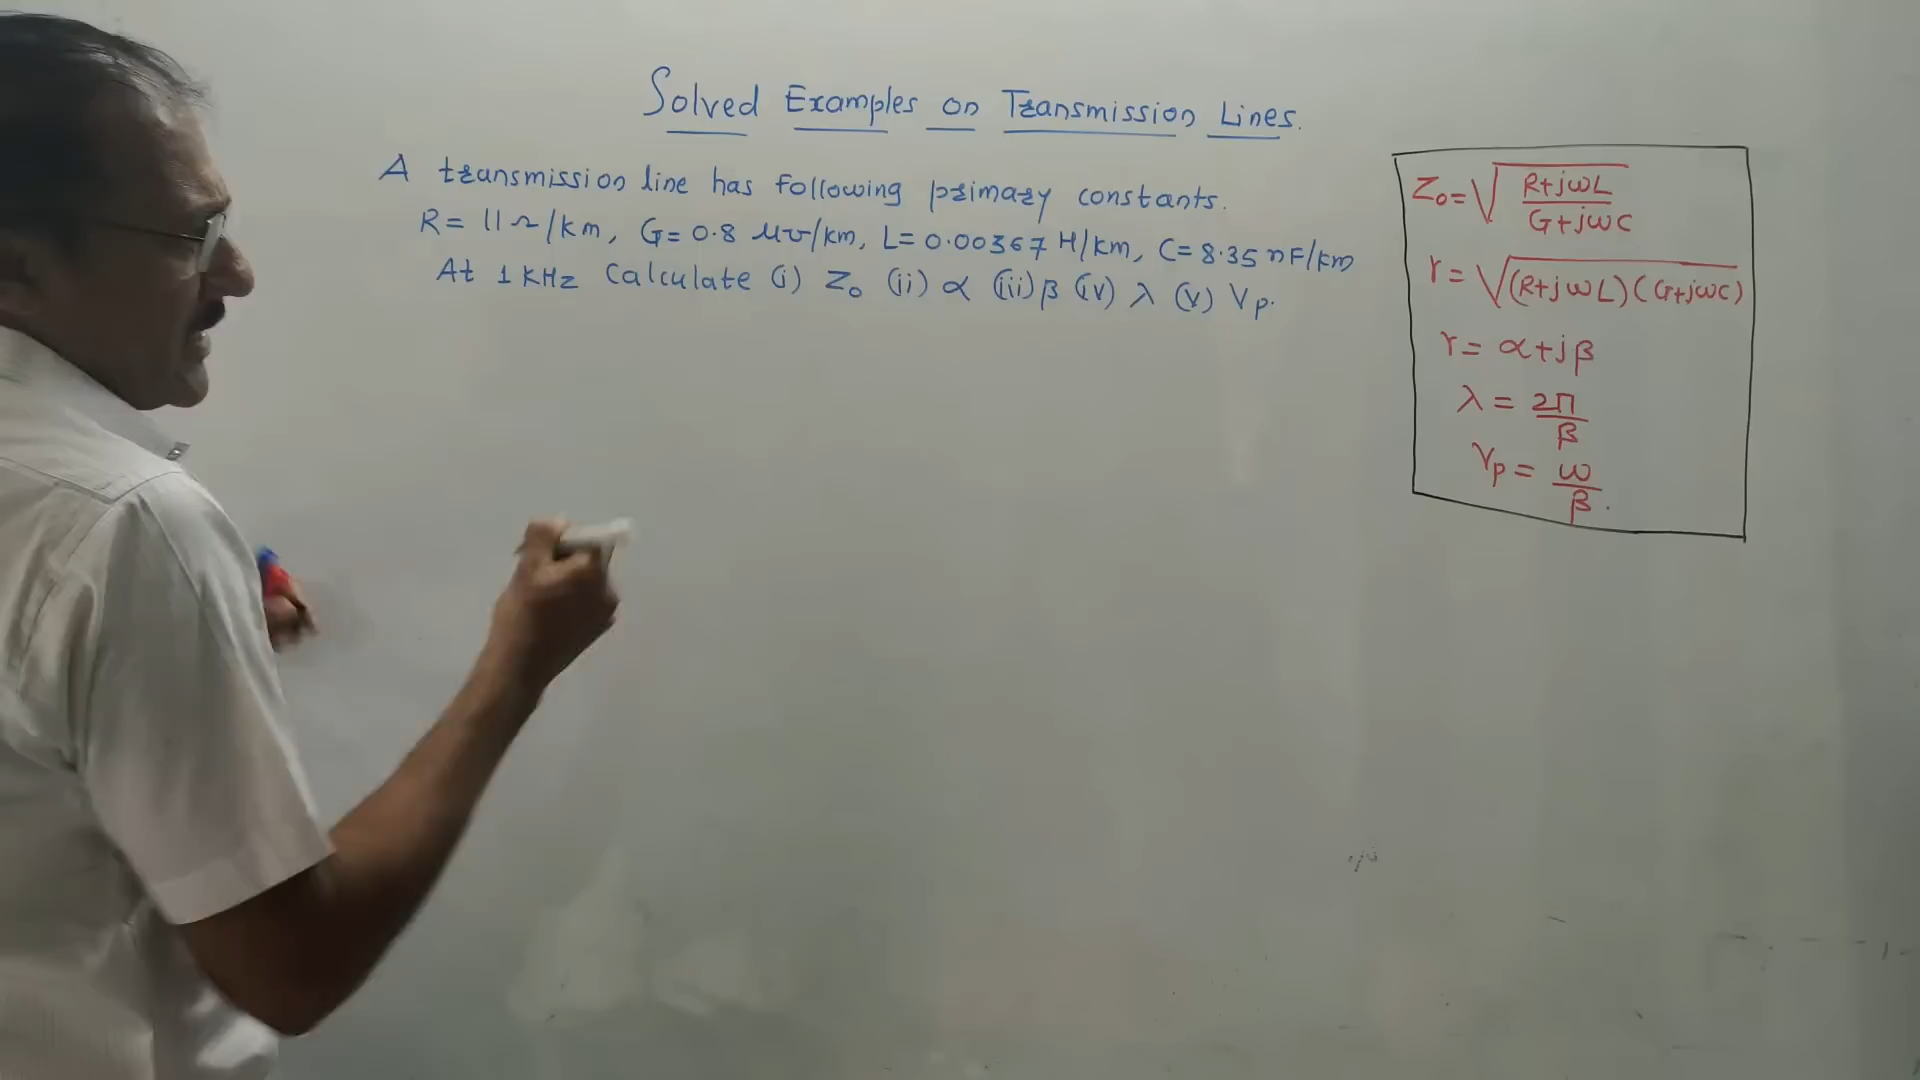 Solved Examples on Transmission Lines.
A transmission line has following primary constants.
R = 11 Ω/km, G = 0.8 μ℧/km, L = 0.00367 H/km, C = 8.35 nF/km
At 1 KHz Calculate (i) Z₀ (ii) α (iii) β (iv) λ (v) Vp.
Z₀ = √((R+jωL)/(G+jωC))
γ = √((R+jωL)(G+jωC))
γ = α+jβ
λ = 2π/β
Vp = ω/β.